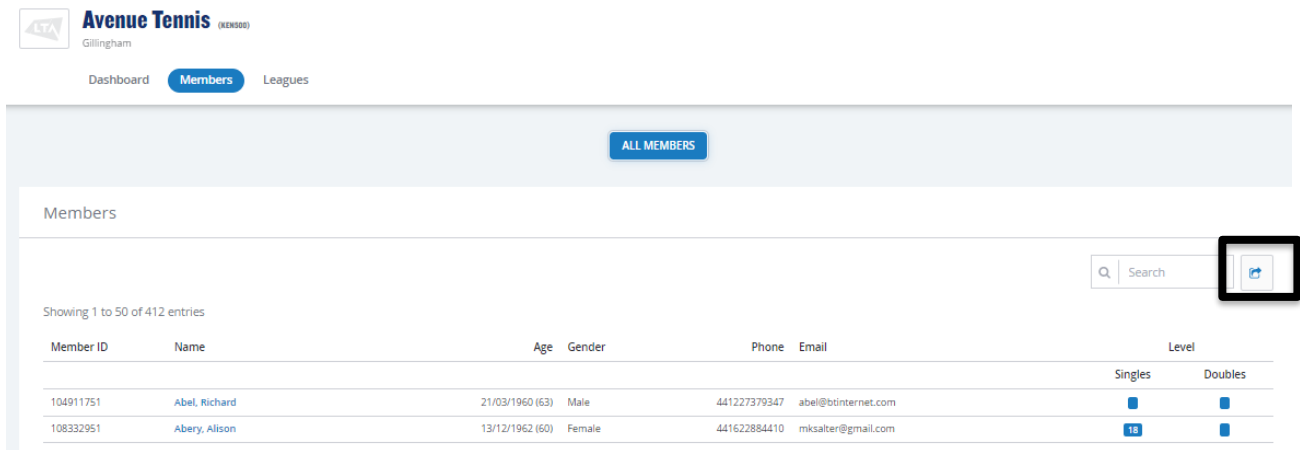 LTA
Avenue Tennis (KEN500)
Gillingham
Dashboard Members Leagues
ALL MEMBERS
Members
Search
Showing 1 to 50 of 412 entries
Member ID Name Age Gender Phone Email Level
Singles Doubles
104911751 Abel, Richard 21/03/1960 (63) Male 441227379347 abel@btinternet.com
108332951 Abery, Alison 13/12/1962 (60) Female 441622884410 mksalter@gmail.com 18